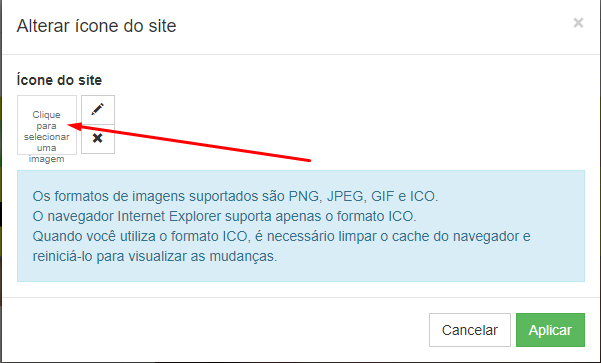 Alterar ícone do site
×
Ícone do site
Clique
para
selecionar
uma
imagem
Os formatos de imagens suportados são PNG, JPEG, GIF e ICO.
O navegador Internet Explorer suporta apenas o formato ICO.
Quando você utiliza o formato ICO, é necessário limpar o cache do navegador e
reiniciá-lo para visualizar as mudanças.
Cancelar
Aplicar